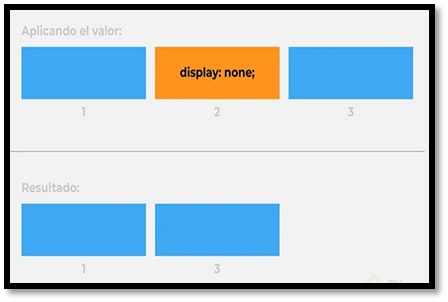 Aplicando el valor:
display: none;
1 2 3
Resultado:
1 3